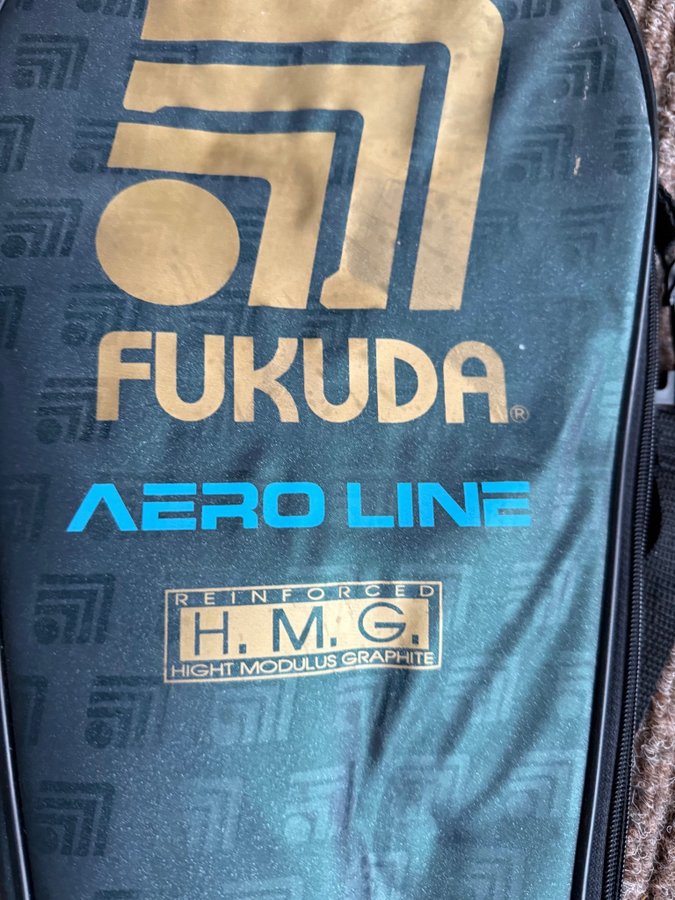 FUKUDA®
AERO LINE
REINFORCED
H. M. G.
HIGHT MODULUS GRAPHITE